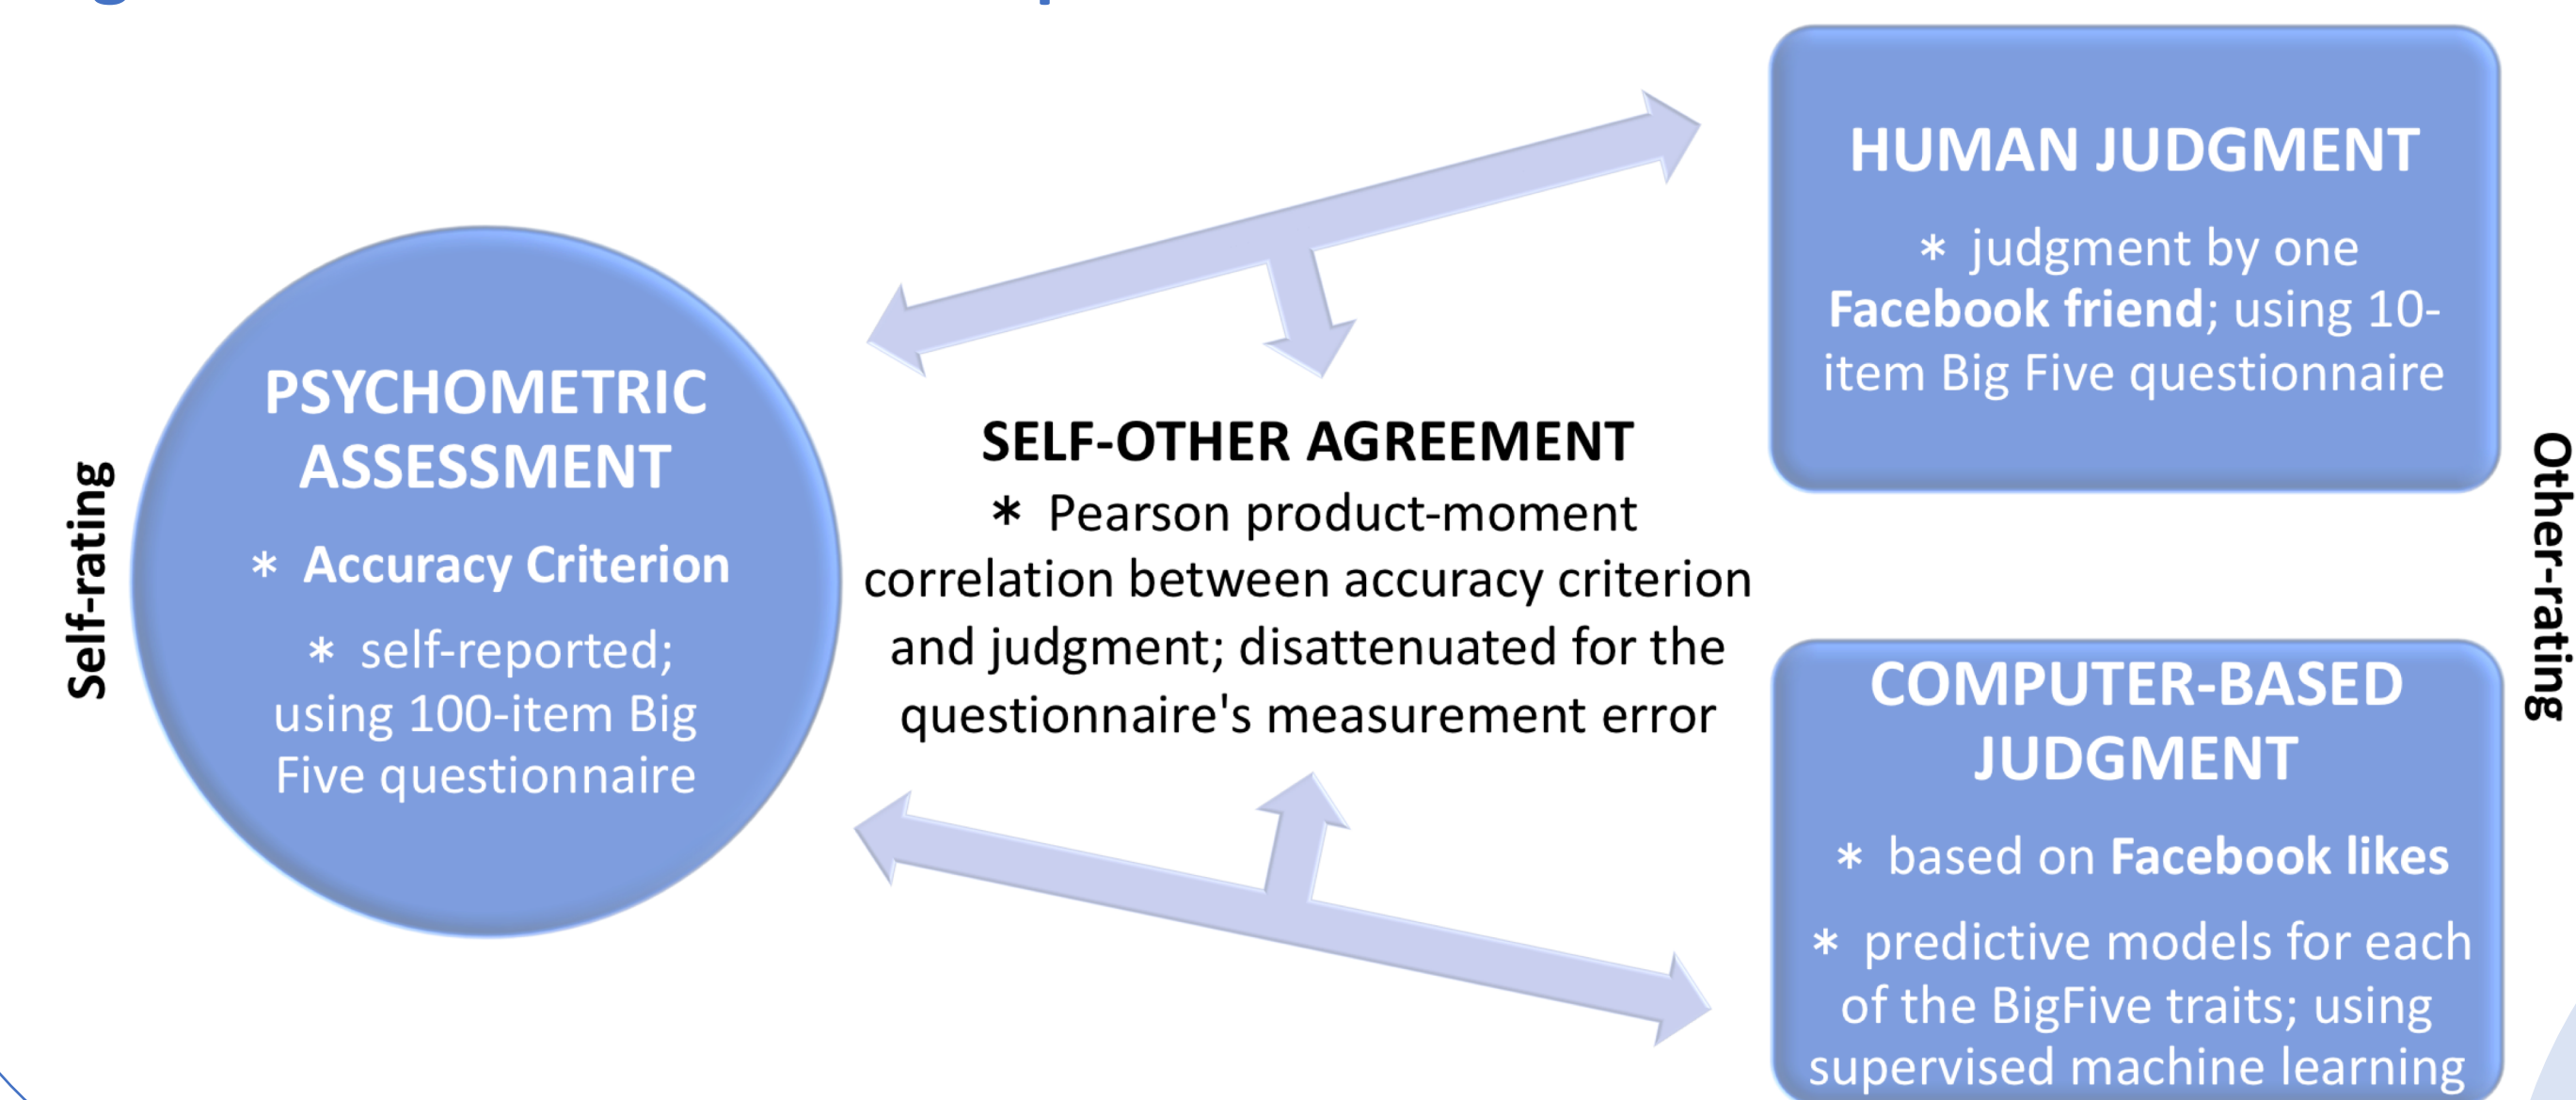 Self-rating
PSYCHOMETRIC
ASSESSMENT
* Accuracy Criterion
* self-reported;
using 100-item Big
Five questionnaire
SELF-OTHER AGREEMENT
* Pearson product-moment
correlation between accuracy criterion
and judgment; disattenuated for the
questionnaire's measurement error
HUMAN JUDGMENT
* judgment by one
Facebook friend; using 10-
item Big Five questionnaire
COMPUTER-BASED
JUDGMENT
* based on Facebook likes
* predictive models for each
of the BigFive traits; using
supervised machine learning
Other-rating